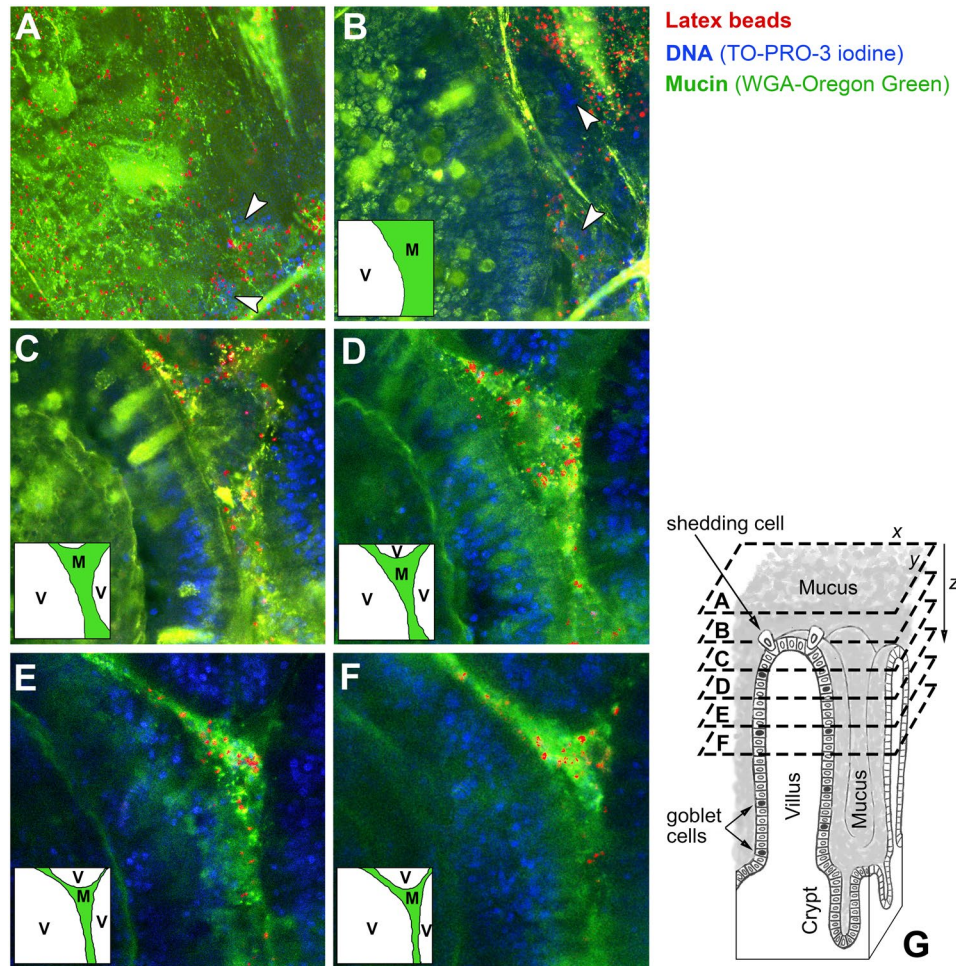 A
B
V
M
Latex beads
DNA (TO-PRO-3 iodine)
Mucin (WGA-Oregon Green)
C
V
M
V
D
V
V
M
V
E
V
V
M
V
F
V
V
M
V
shedding cell
x
y
z
Mucus
A
B
C
D
E
F
Villus
Mucus
goblet
cells
Crypt
G